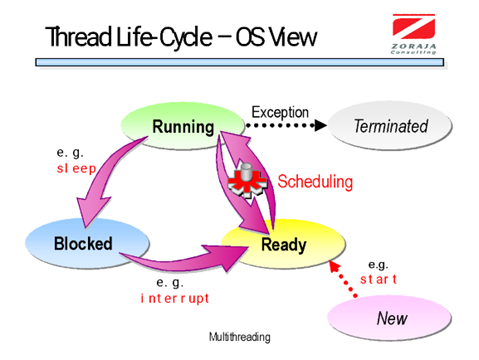 Thread Life-Cycle – OS View
ZORAJA
Consulting
Running
Exception
Terminated
e. g.
sleep
Scheduling
Blocked
Ready
e. g.
interrupt
e.g.
start
New
Multithreading